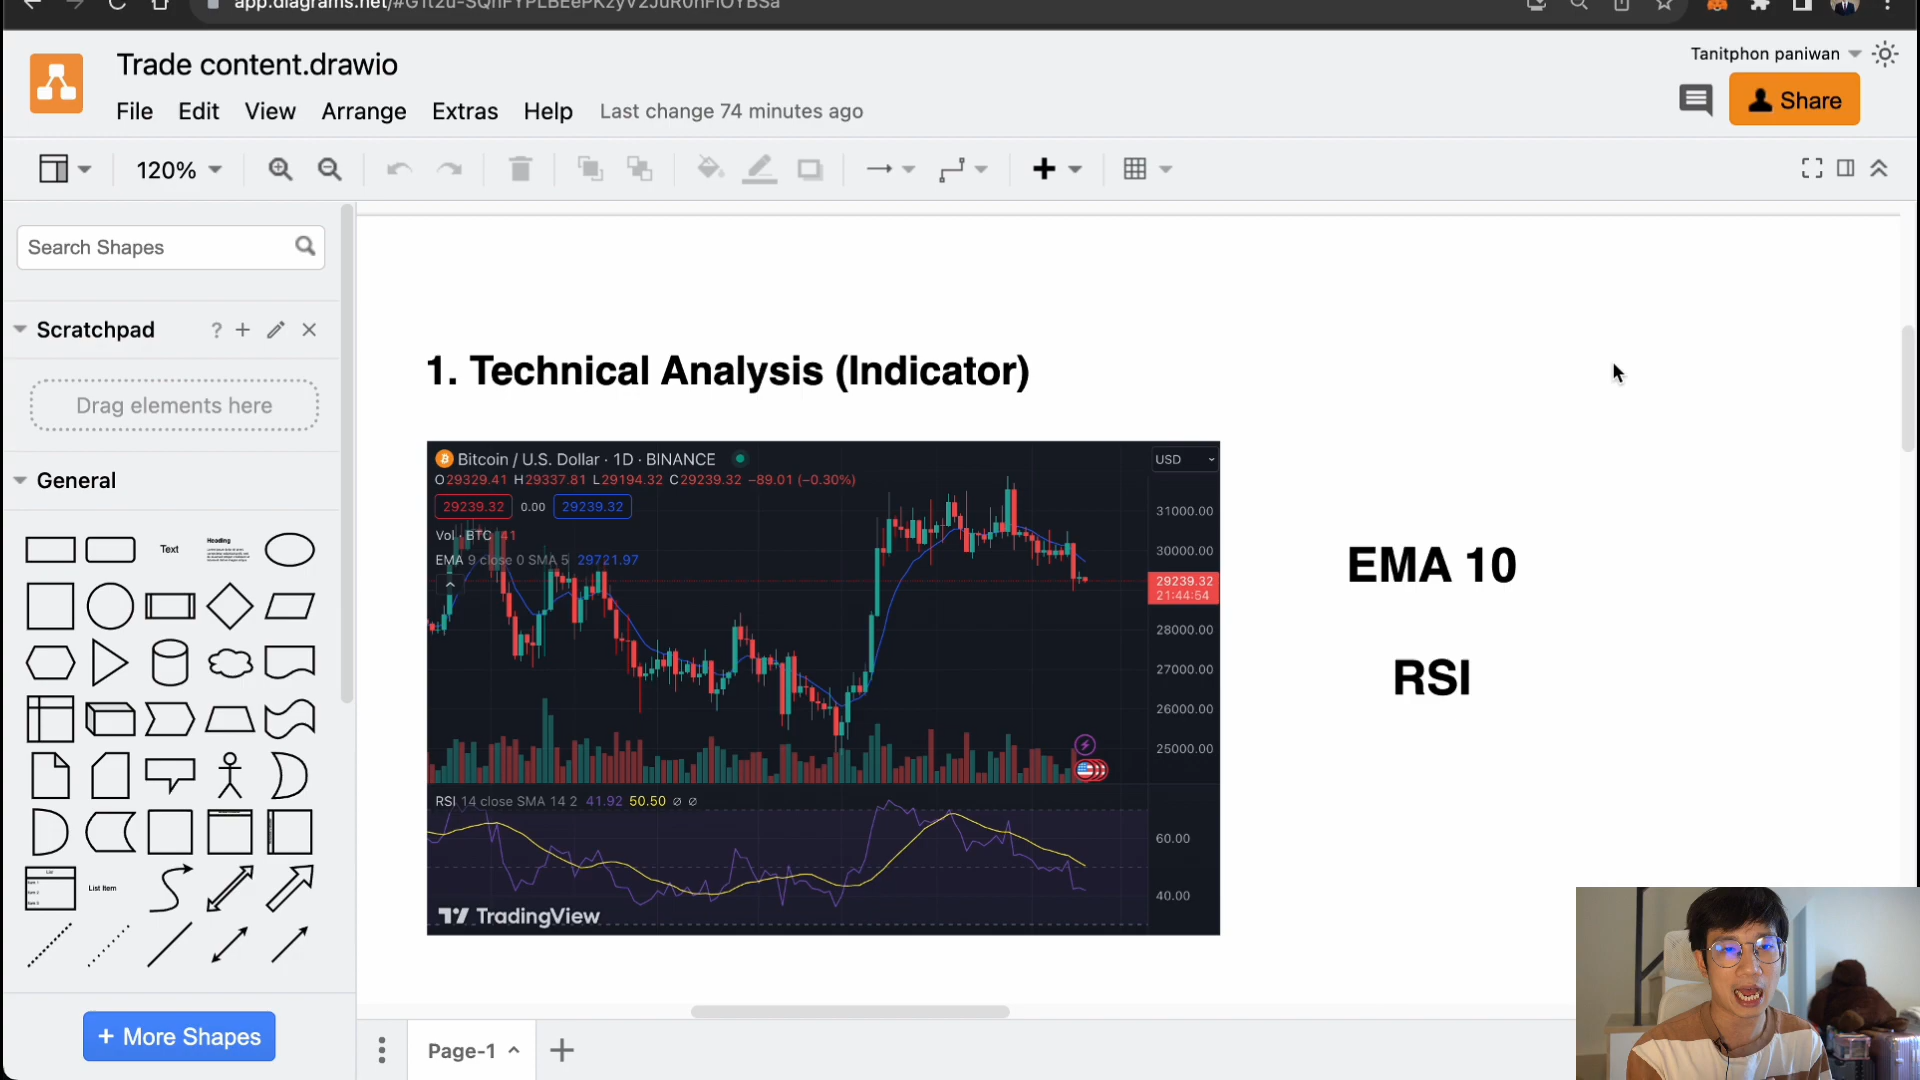 Trade content.drawio
Tanitphon paniwan
File Edit View Arrange Extras Help Last change 74 minutes ago
Share
120%
Search Shapes
Scratchpad ? + ×
Drag elements here
General
Text
Heading
List
List Item
+ More Shapes
1. Technical Analysis (Indicator)
Bitcoin / U.S. Dollar · 1D · BINANCE
USD
O29329.41 H29337.81 L29194.32 C29239.32 −89.01 (−0.30%)
29239.32 0.00 29239.32
Vol · BTC 41
EMA 9 close 0 SMA 5 29721.97
31000.00
30000.00
29239.32
21:44:54
28000.00
27000.00
26000.00
25000.00
RSI 14 close SMA 14 2 41.92 50.50 ∅ ∅
60.00
40.00
TradingView
EMA 10
RSI
Page-1